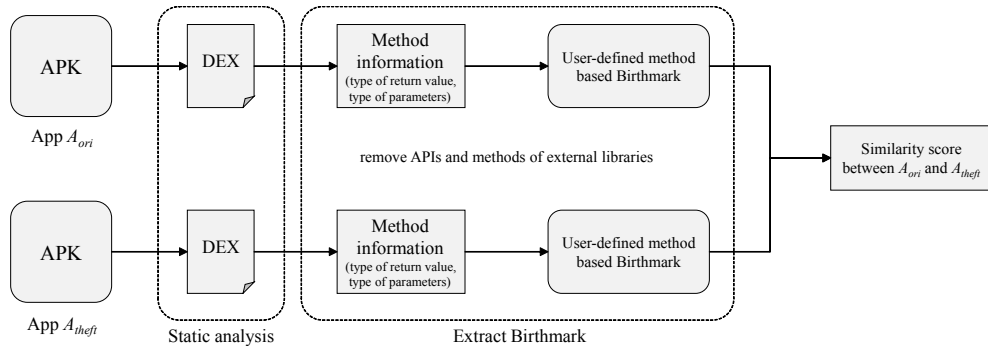 APK
App A_ori
DEX
Method
information
(type of return value,
type of parameters)
User-defined method
based Birthmark
remove APIs and methods of external libraries
Similarity score
between A_ori and A_theft
APK
App A_theft
DEX
Method
information
(type of return value,
type of parameters)
User-defined method
based Birthmark
Static analysis
Extract Birthmark